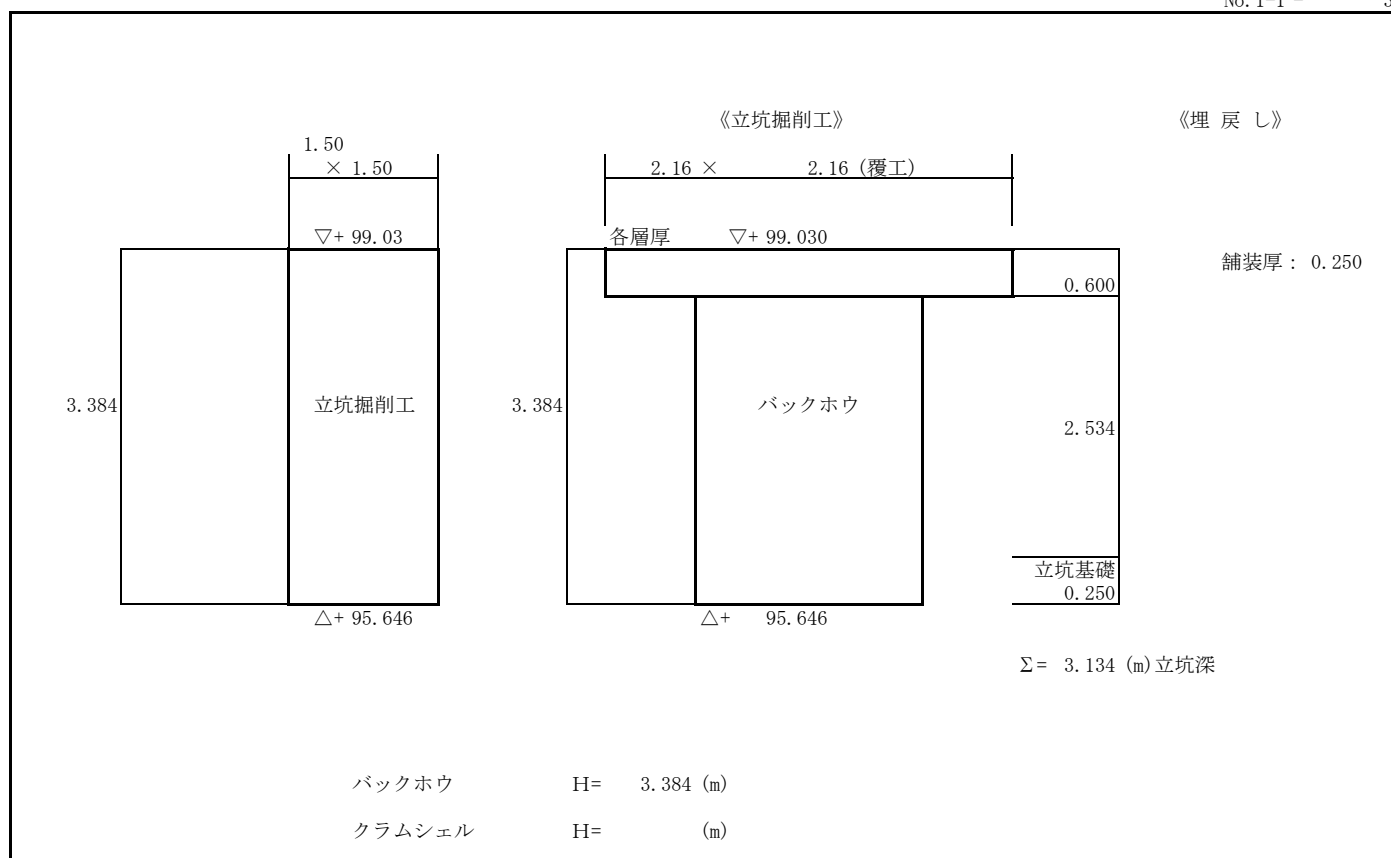 《立坑掘削工》 《埋 戻 し》
1.50
× 1.50 2.16 × 2.16 (覆工)
▽+ 99.03 各層厚 ▽+ 99.030
舗装厚: 0.250
0.600
3.384 立坑掘削工 3.384 バックホウ
2.534
立坑基礎
0.250
△+ 95.646 △+ 95.646
Σ= 3.134 (m)立坑深
バックホウ H= 3.384 (m)
クラムシェル H= (m)